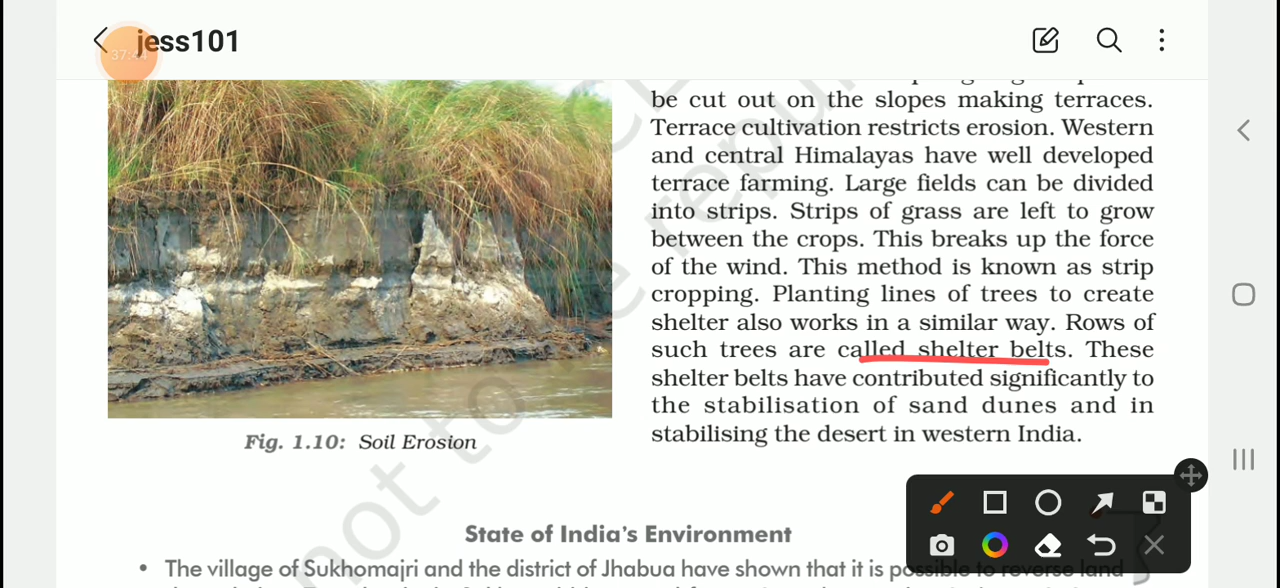 jess101
37:44
be cut out on the slopes making terraces.
Terrace cultivation restricts erosion. Western
and central Himalayas have well developed
terrace farming. Large fields can be divided
into strips. Strips of grass are left to grow
between the crops. This breaks up the force
of the wind. This method is known as strip
cropping. Planting lines of trees to create
shelter also works in a similar way. Rows of
such trees are called shelter belts. These
shelter belts have contributed significantly to
the stabilisation of sand dunes and in
stabilising the desert in western India.
Fig. 1.10: Soil Erosion
State of India's Environment
• The village of Sukhomajri and the district of Jhabua have shown that it is possible to reverse land
not to be republ